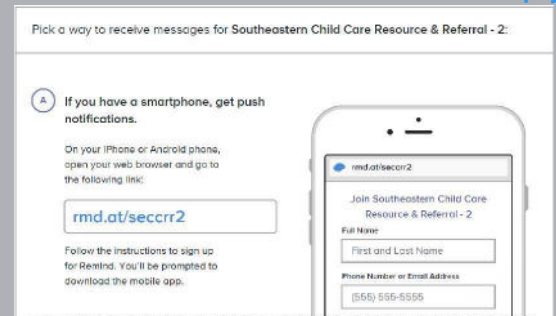 Pick a way to receive messages for Southeastern Child Care Resource & Referral - 2:
A
If you have a smartphone, get push
notifications.
On your iPhone or Android phone,
open your web browser and go to
the following link:
rmd.at/seccrr2
Follow the instructions to sign up
for Remind. You'll be prompted to
download the mobile app.
rmd.at/seccrr2
Join Southeastern Child Care
Resource & Referral - 2
Full Name
First and Last Name
Phone Number or Email Address
(555) 555-5555